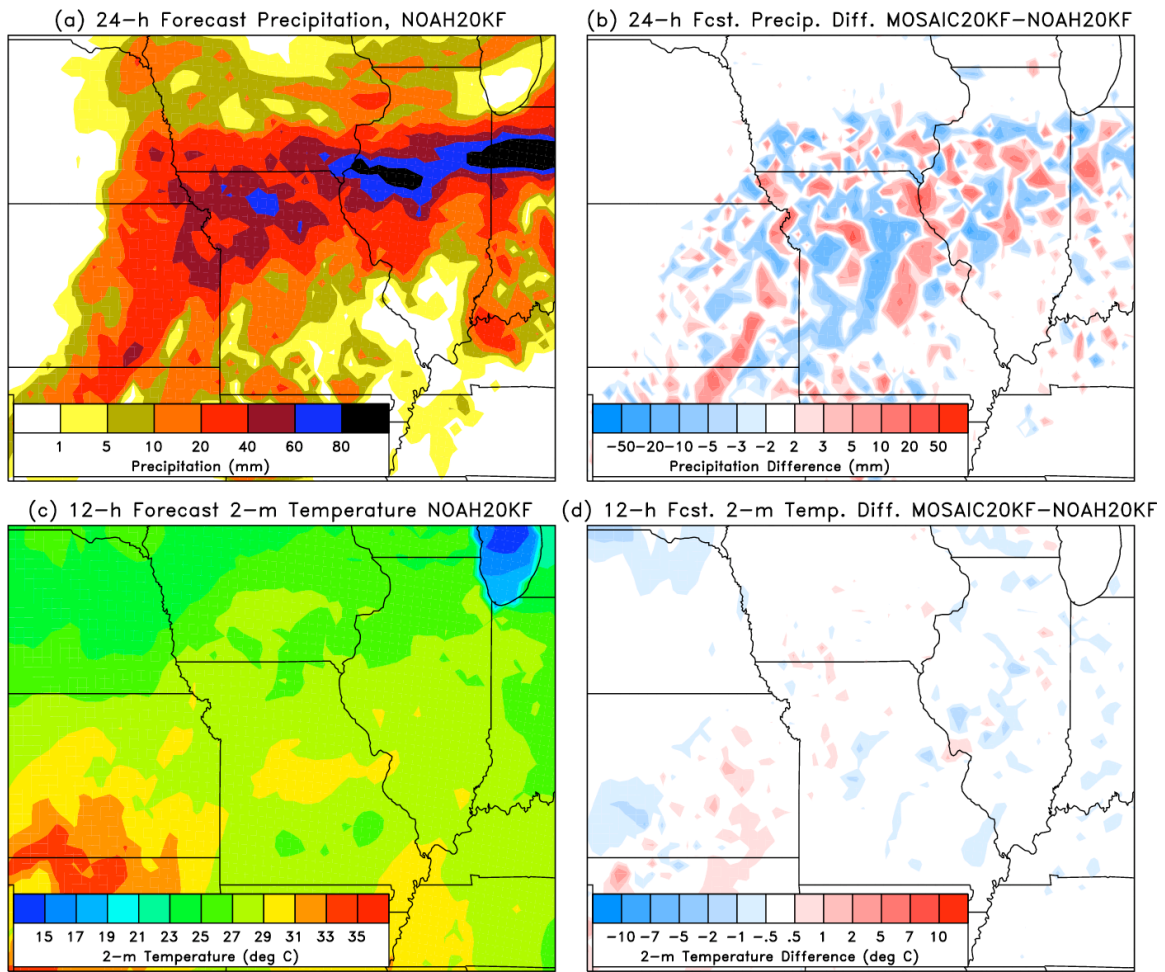 (a) 24-h Forecast Precipitation, NOAH20KF
(b) 24-h Fcst. Precip. Diff. MOSAIC20KF-NOAH20KF
1 5 10 20 40 60 80
Precipitation (mm)
-50 -20 -10 -5 -3 -2 2 3 5 10 20 50
Precipitation Difference (mm)
(c) 12-h Forecast 2-m Temperature NOAH20KF
(d) 12-h Fcst. 2-m Temp. Diff. MOSAIC20KF-NOAH20KF
15 17 19 21 23 25 27 29 31 33 35
2-m Temperature (deg C)
-10 -7 -5 -2 -1 -.5 .5 1 2 5 7 10
2-m Temperature Difference (deg C)